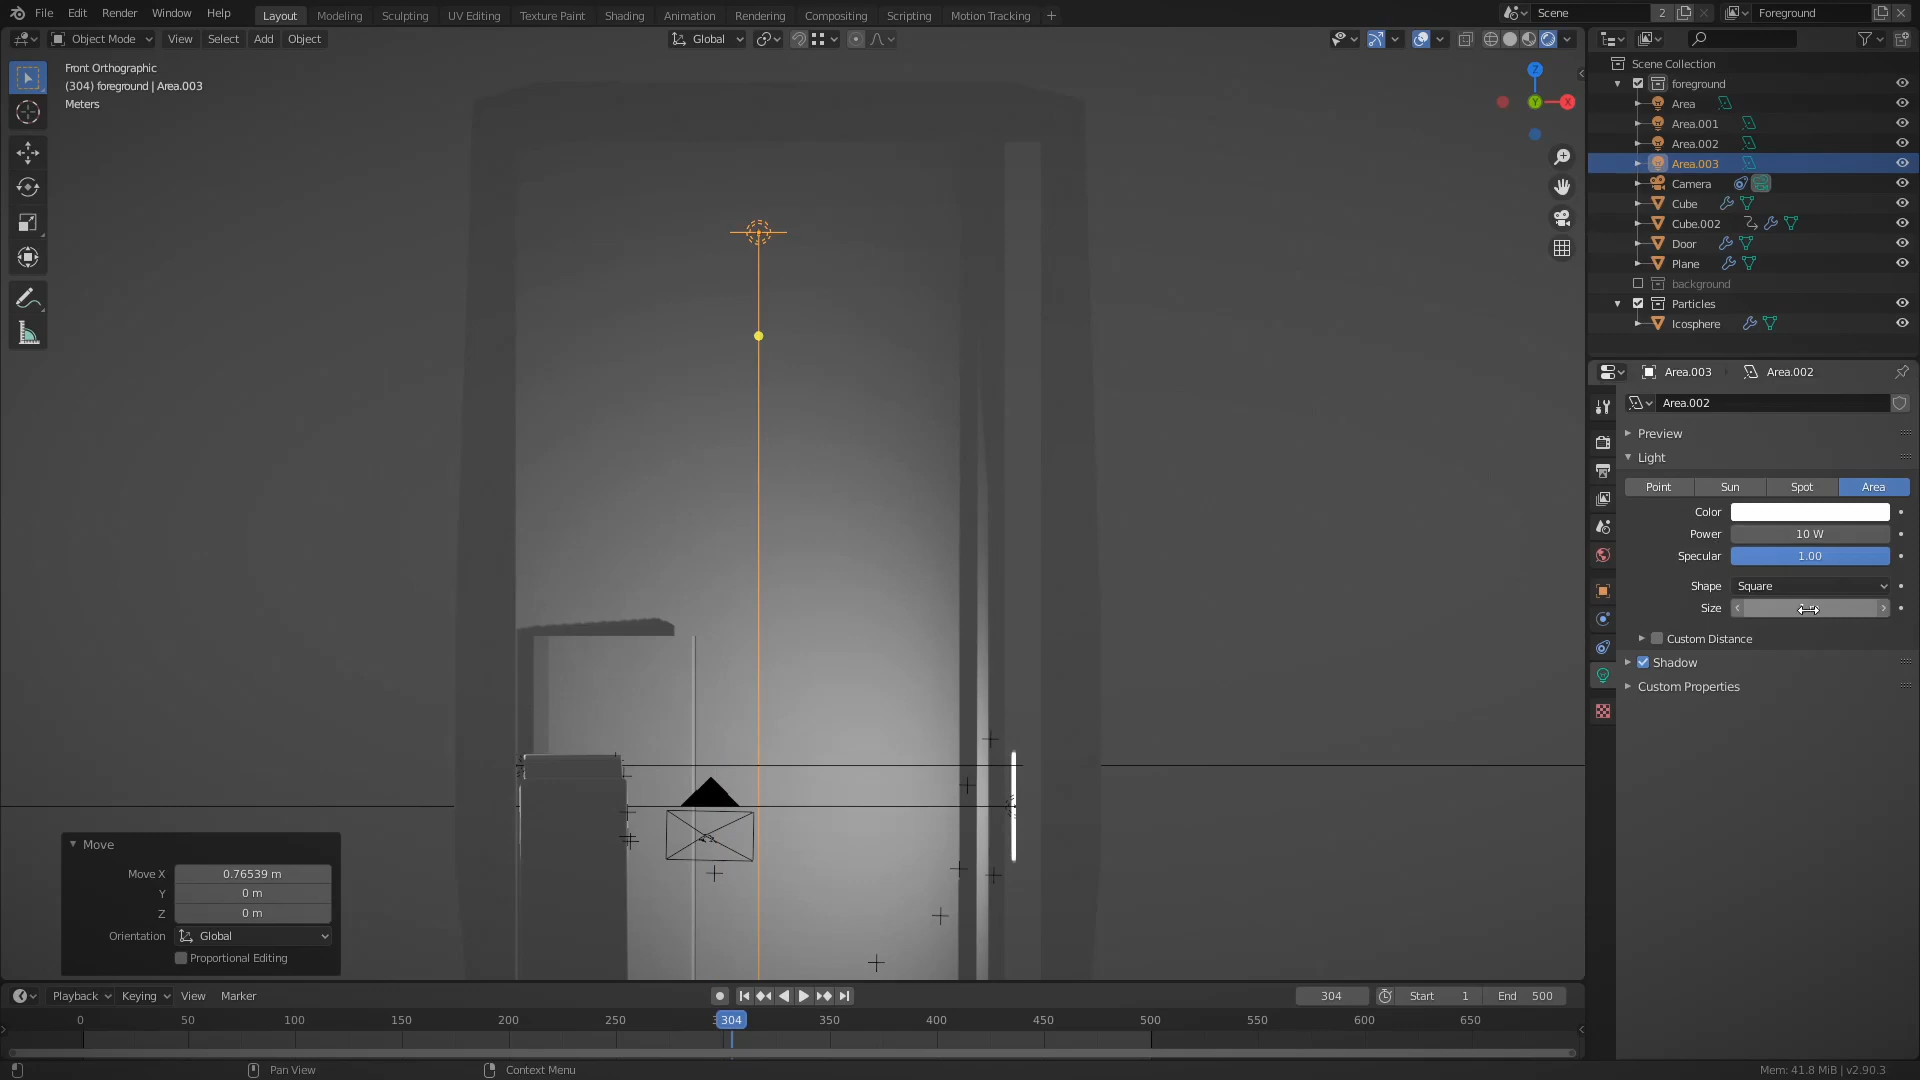 File Edit Render Window Help Layout Modeling Sculpting UV Editing Texture Paint Shading Animation Rendering Compositing Scripting Motion Tracking + Scene 2 Foreground
Object Mode View Select Add Object Global
Front Orthographic
(304) foreground | Area.003
Meters
Z
Y
X
Scene Collection
foreground
Area
Area.001
Area.002
Area.003
Camera
Cube
Cube.002
Door
Plane
background
Particles
Icosphere
Area.003 Area.002
Area.002
Preview
Light
Point Sun Spot Area
Color
Power 10 W
Specular 1.00
Shape Square
Size
Custom Distance
Shadow
Custom Properties
Move
Move X 0.76539 m
Y 0 m
Z 0 m
Orientation Global
Proportional Editing
Playback Keying View Marker 304 Start 1 End 500
0 50 100 150 200 250 304 350 400 450 500 550 600 650
Pan View Context Menu Mem: 41.8 MiB | v2.90.3